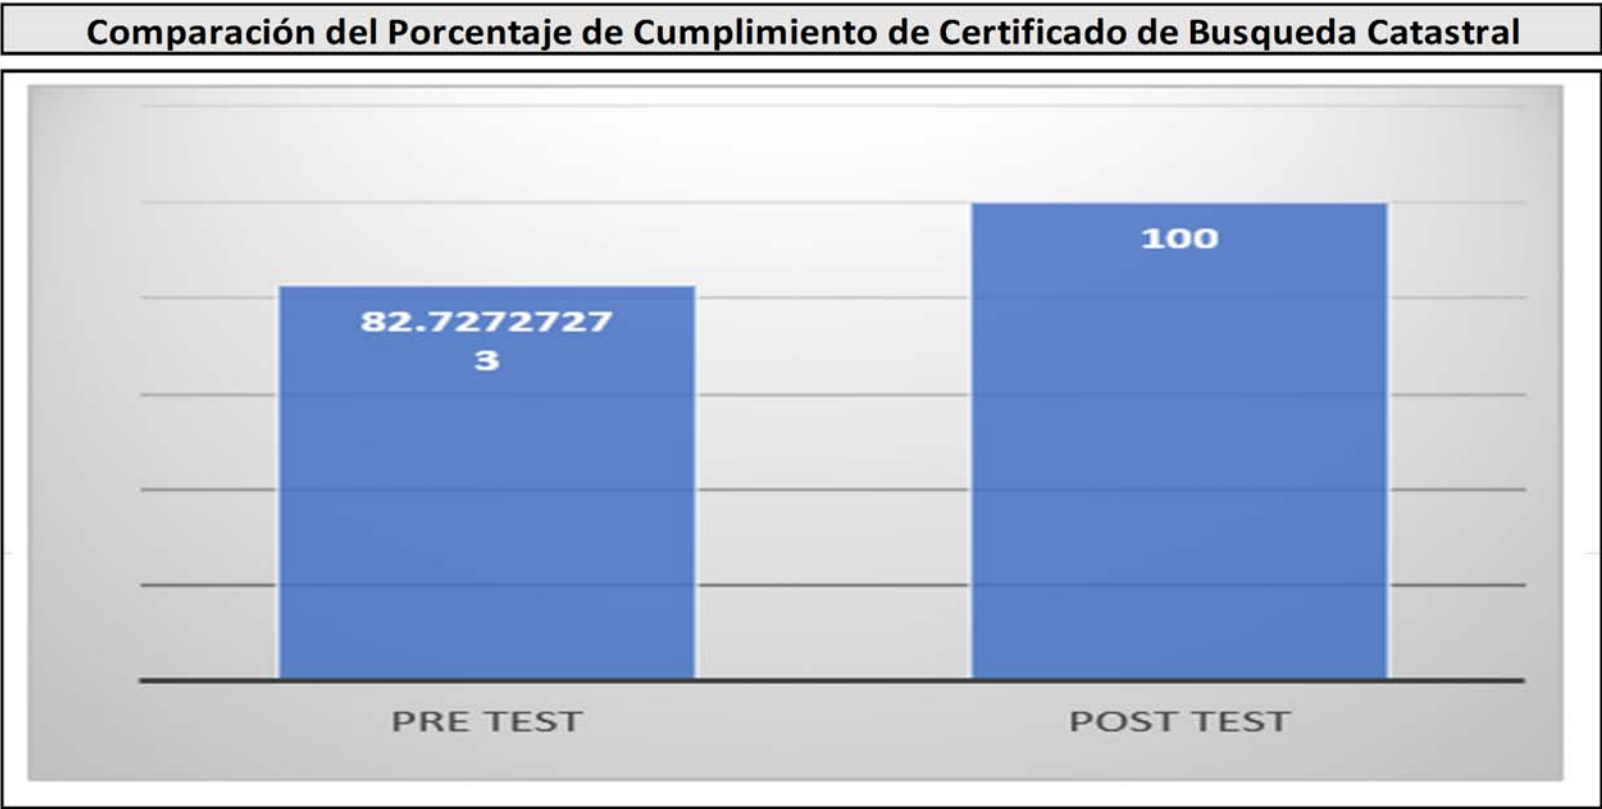 Comparación del Porcentaje de Cumplimiento de Certificado de Busqueda Catastral
82.7272727
3
100
PRE TEST
POST TEST